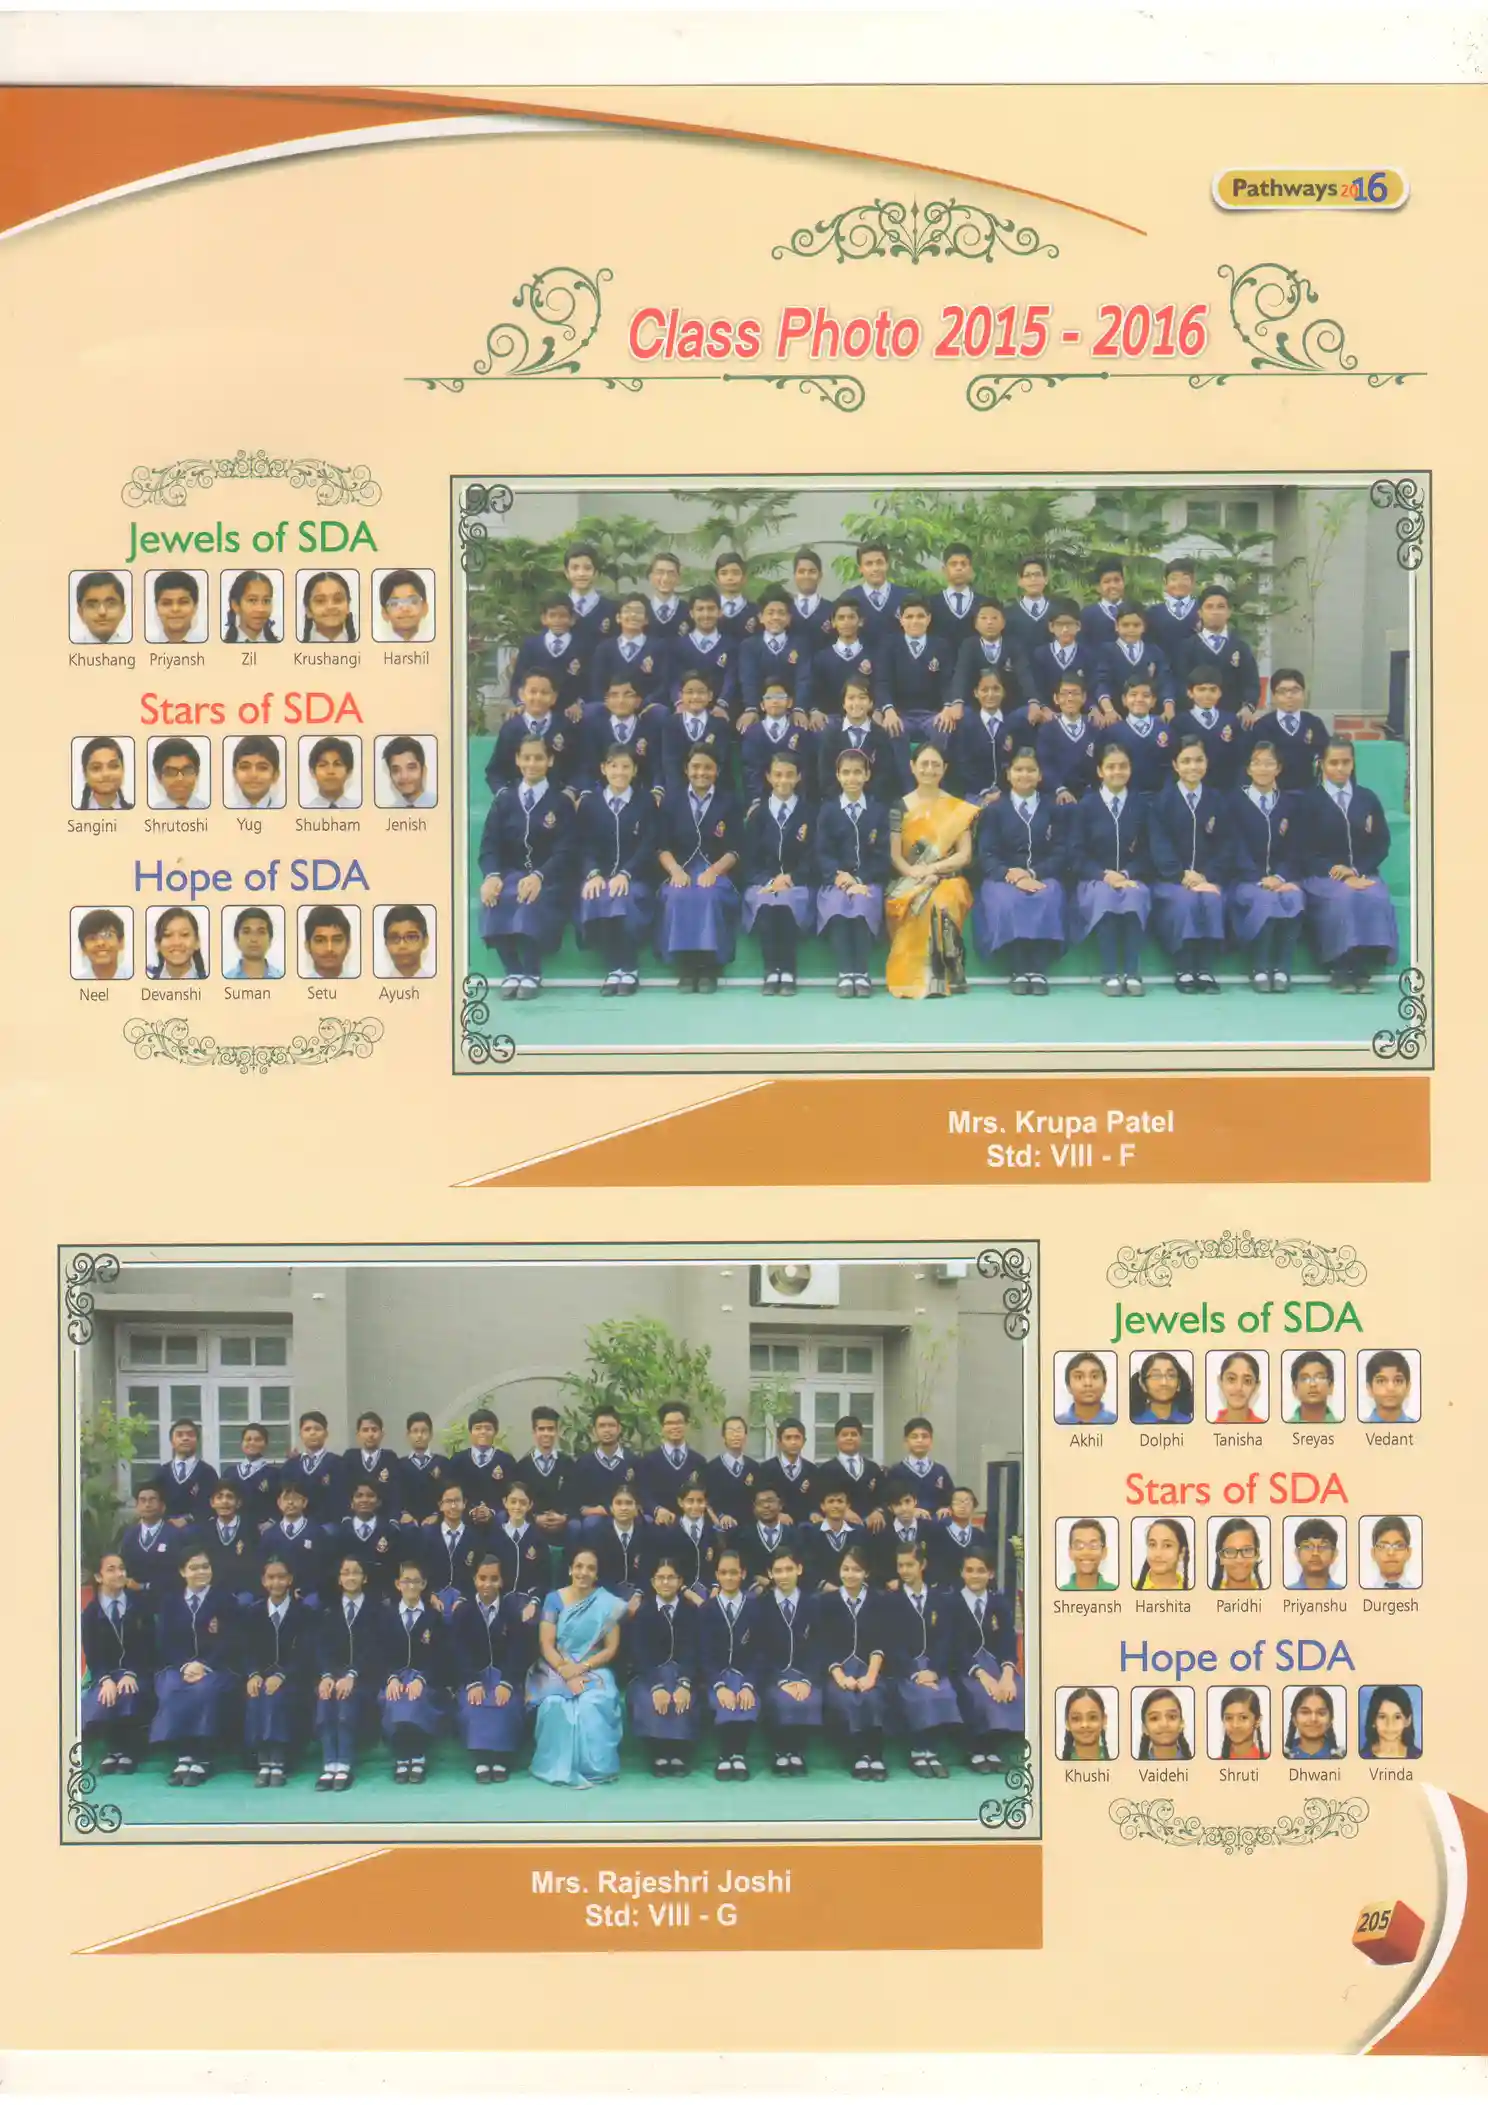 Pathways 2016
Class Photo 2015 - 2016
Jewels of SDA
Khushang Priyansh Zil Krushangi Harshil
Stars of SDA
Sangini Shrutoshi Yug Shubham Jenish
Hope of SDA
Neel Devanshi Suman Setu Ayush
Mrs. Krupa Patel
Std: VIII - F
Jewels of SDA
Akhil Dolphi Tanisha Sreyas Vedant
Stars of SDA
Shreyansh Harshita Paridhi Priyanshu Durgesh
Hope of SDA
Khushi Vaidehi Shruti Dhwani Vrinda
Mrs. Rajeshri Joshi
Std: VIII - G
205